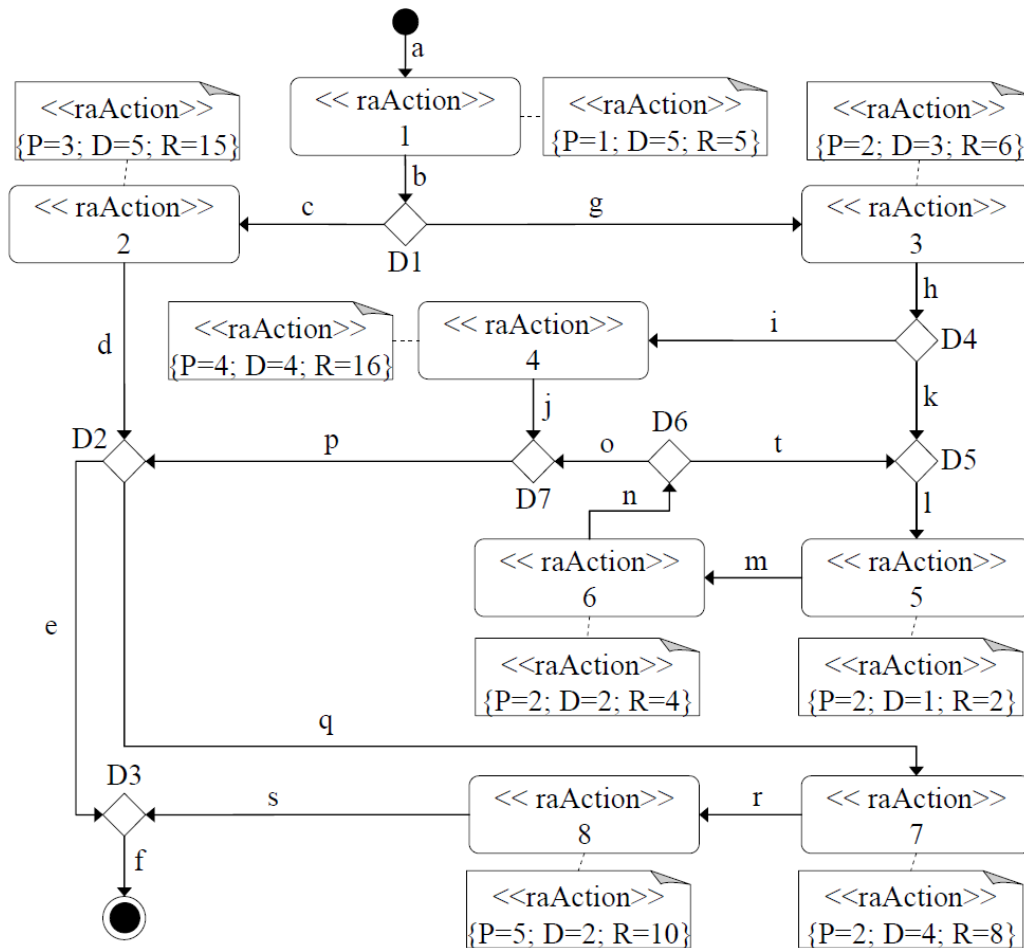 a
<<raAction>>
{P=3; D=5; R=15}
<< raAction>>
1
<<raAction>>
{P=1; D=5; R=5}
<<raAction>>
{P=2; D=3; R=6}
b
<< raAction>>
2
c
g
<< raAction>>
3
D1
h
d
<<raAction>>
{P=4; D=4; R=16}
<< raAction>>
4
i
D4
j
k
D2
p
D6
o
t
D5
D7
n
l
<< raAction>>
6
m
<< raAction>>
5
e
<<raAction>>
{P=2; D=2; R=4}
<<raAction>>
{P=2; D=1; R=2}
q
D3
s
<< raAction>>
8
r
<< raAction>>
7
f
<<raAction>>
{P=5; D=2; R=10}
<<raAction>>
{P=2; D=4; R=8}